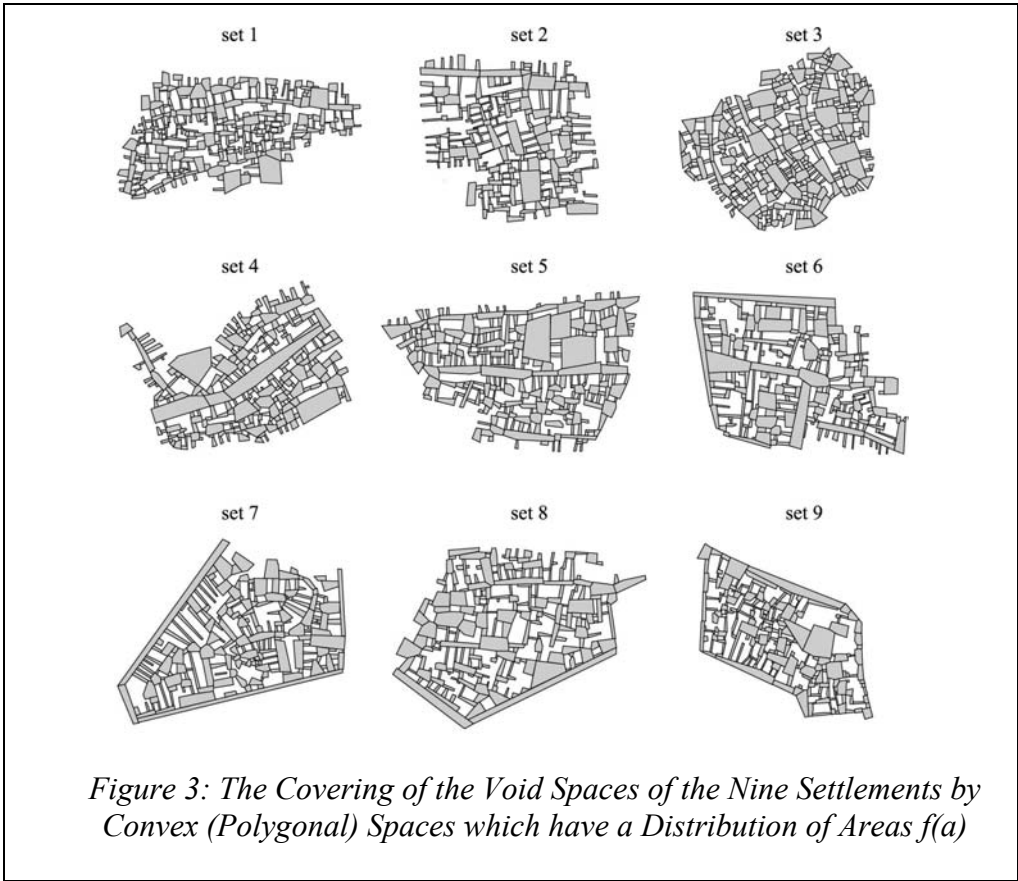 set 1
set 2
set 3
set 4
set 5
set 6
set 7
set 8
set 9
Figure 3: The Covering of the Void Spaces of the Nine Settlements by
Convex (Polygonal) Spaces which have a Distribution of Areas f(a)